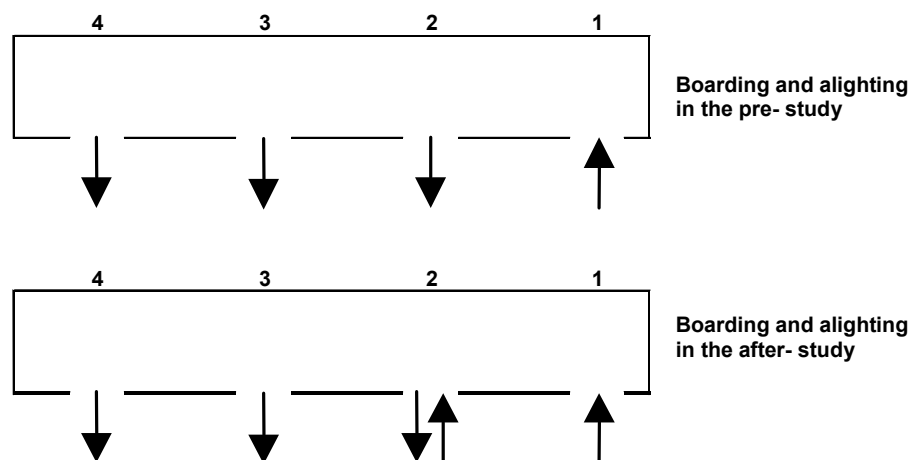 4 3 2 1
Boarding and alighting
in the pre- study
4 3 2 1
Boarding and alighting
in the after- study